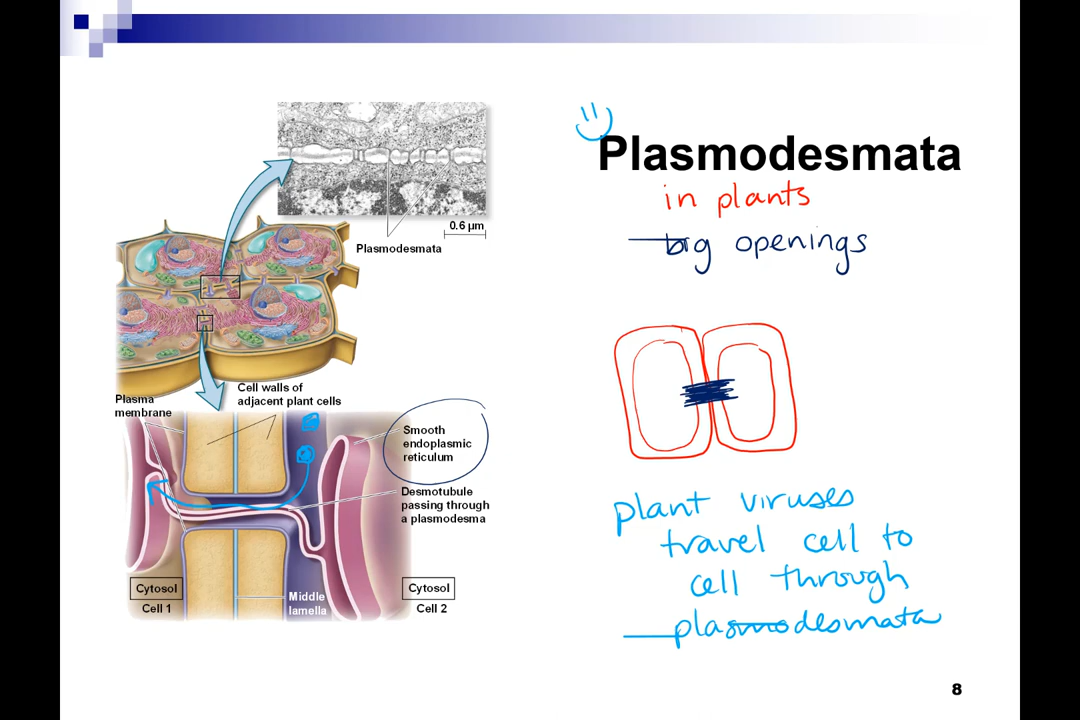 Plasmodesmata
in plants
big openings
0.6 µm
Plasmodesmata
Plasma
membrane
Cell walls of
adjacent plant cells
Smooth
endoplasmic
reticulum
Desmotubule
passing through
a plasmodesma
Cytosol
Cell 1
Middle
lamella
Cytosol
Cell 2
plant viruses
travel cell to
cell through
plasmodesmata
8